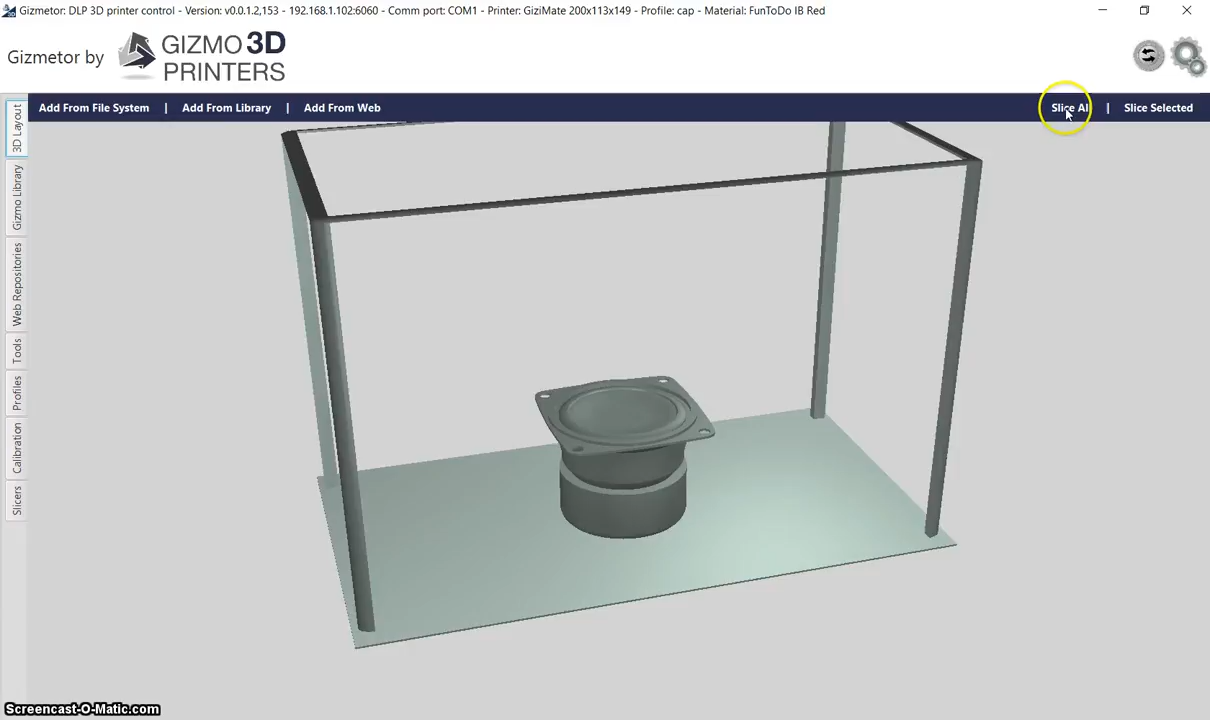 Gizmetor: DLP 3D printer control - Version: v0.0.1.2,153 - 192.168.1.102:6060 - Comm port: COM1 - Printer: GiziMate 200x113x149 - Profile: cap - Material: FunToDo IB Red
Gizmetor by
GIZMO 3D
PRINTERS
Add From File System | Add From Library | Add From Web
Slice All | Slice Selected
3D Layout
Gizmo Library
Web Repositories
Tools
Profiles
Calibration
Slicers
Screencast-O-Matic.com